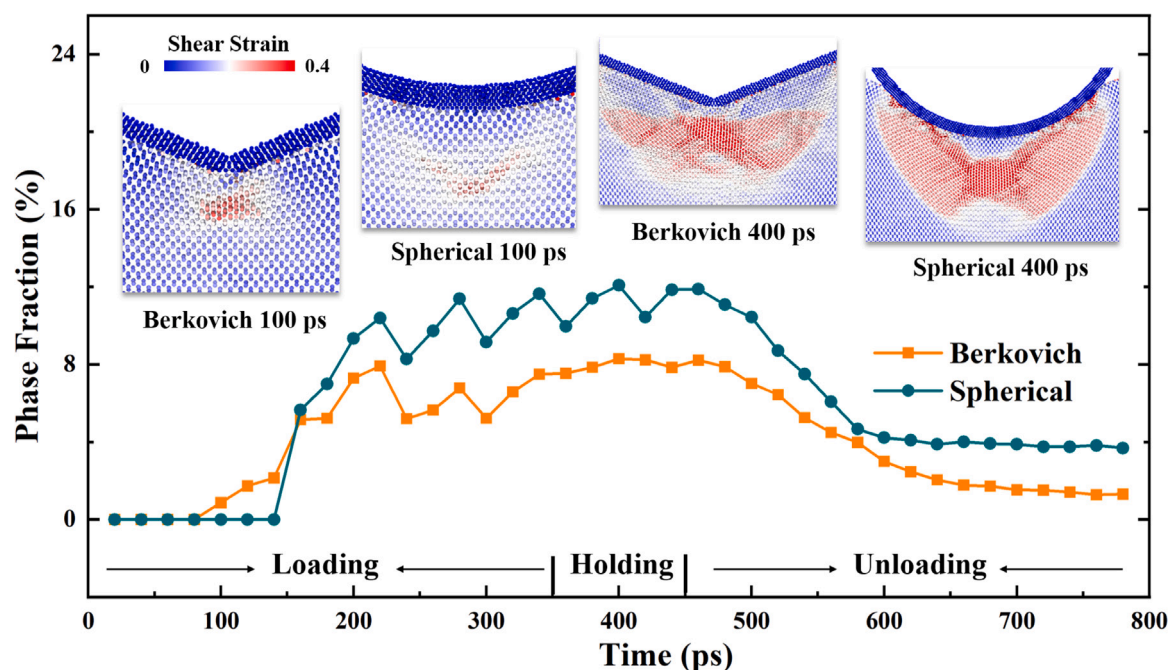 Shear Strain
0 0.4
Berkovich 100 ps
Spherical 100 ps
Berkovich 400 ps
Spherical 400 ps
Phase Fraction (%)
24
16
8
0
Berkovich
Spherical
Loading Holding Unloading
0 100 200 300 400 500 600 700 800
Time (ps)